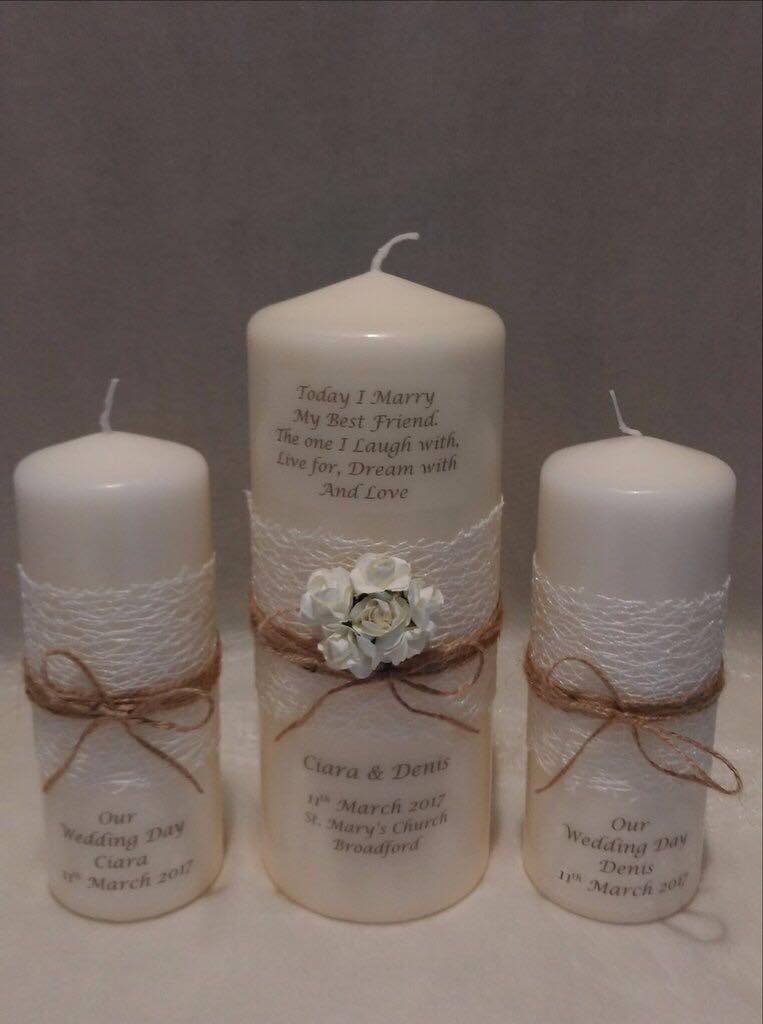 Today I Marry
My Best Friend.
The one I Laugh with,
Live for, Dream with
And Love
Ciara & Denis
11th March 2017
St. Mary's Church
Broadford
Our
Wedding Day
Ciara
11th March 2017
Our
Wedding Day
Denis
11th March 2017